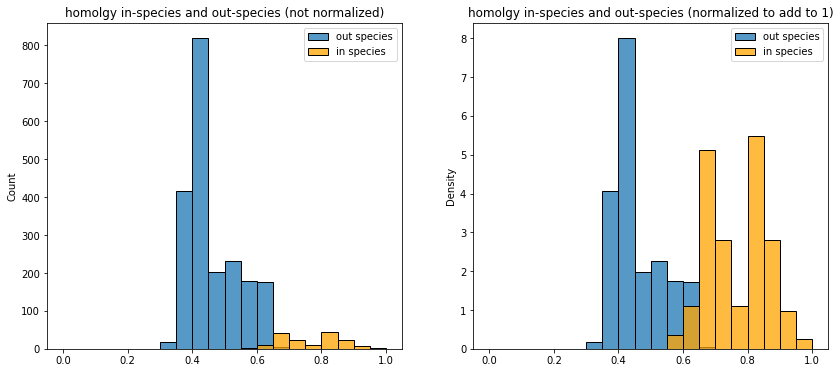 homolgy in-species and out-species (not normalized)
out species
in species
Count
800
700
600
500
400
300
200
100
0
0.0 0.2 0.4 0.6 0.8 1.0
homolgy in-species and out-species (normalized to add to 1)
out species
in species
Density
8
7
6
5
4
3
2
1
0
0.0 0.2 0.4 0.6 0.8 1.0